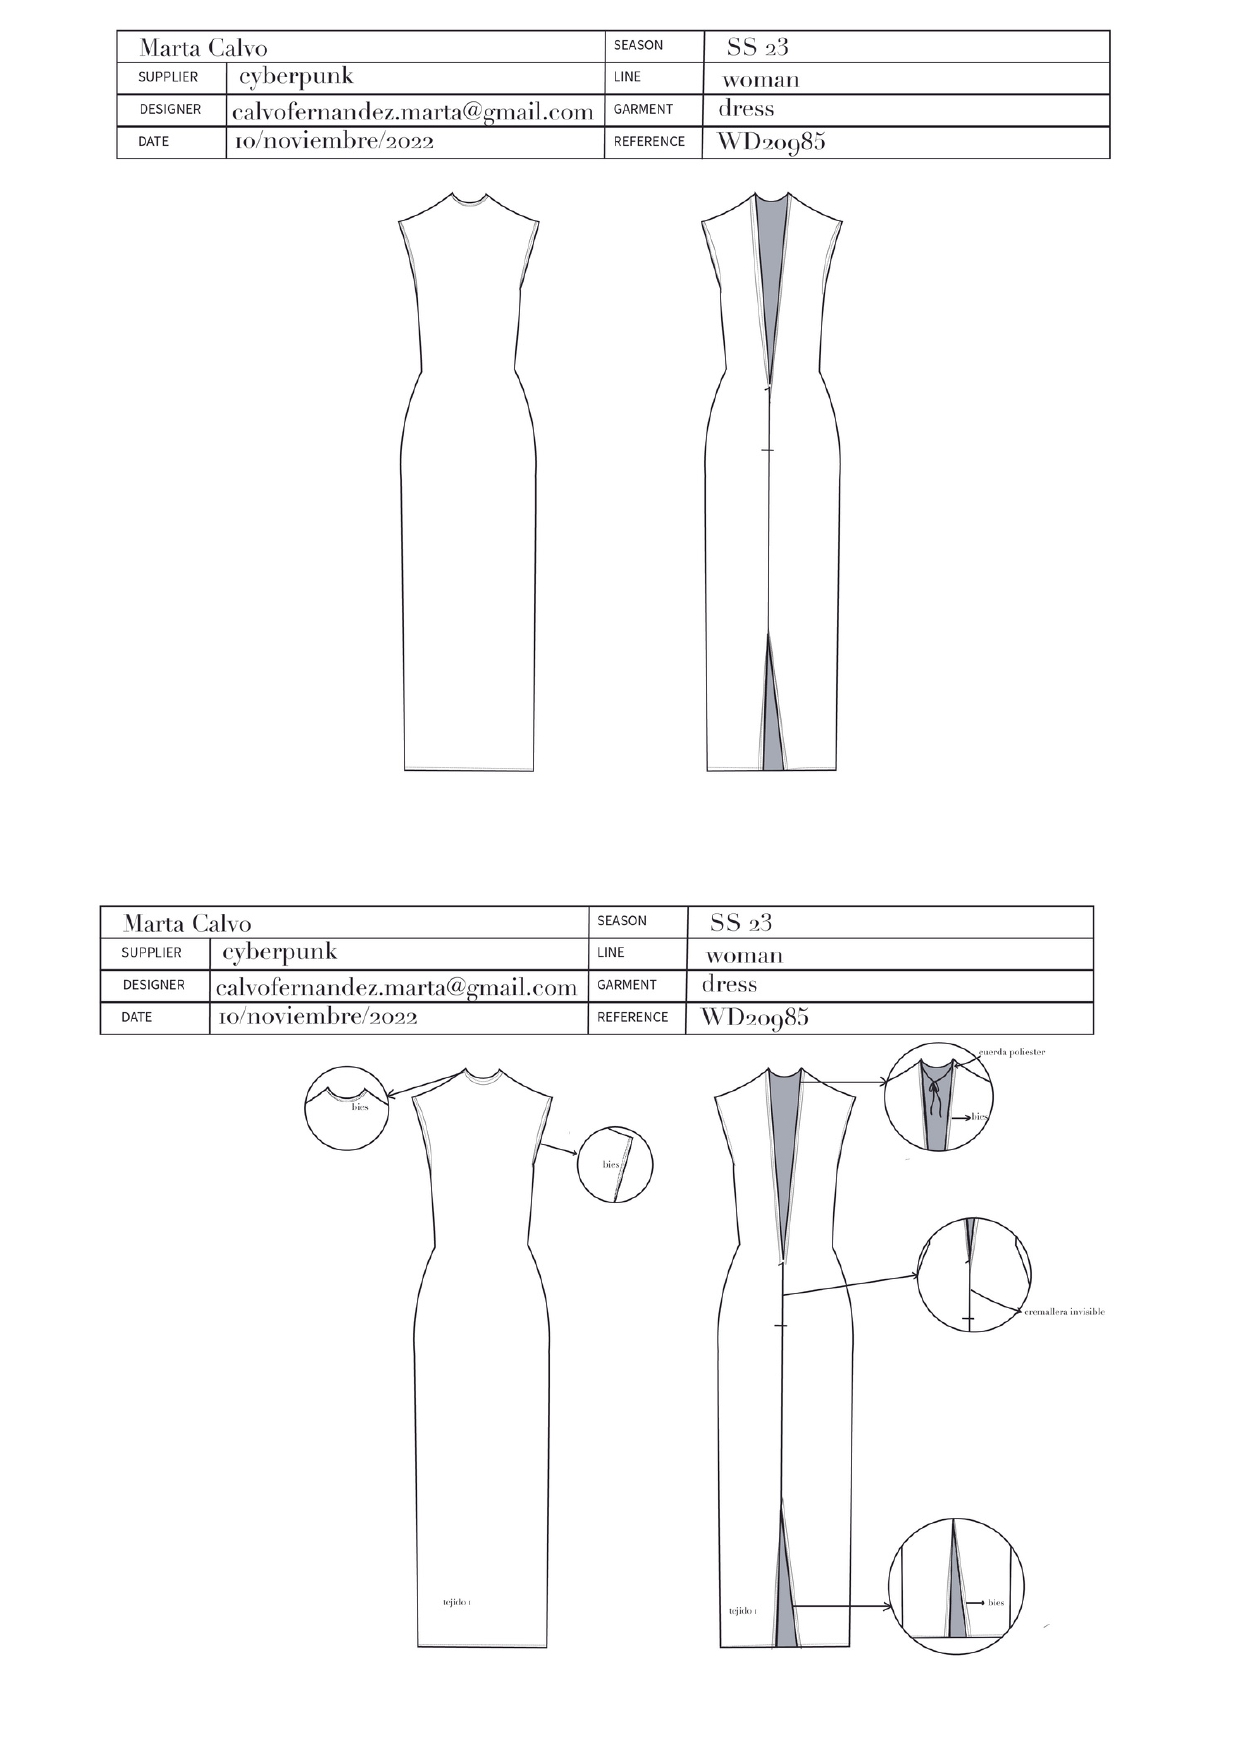 Marta Calvo SEASON SS 23
SUPPLIER cyberpunk LINE woman
DESIGNER calvofernandez.marta@gmail.com GARMENT dress
DATE 10/noviembre/2022 REFERENCE WD20985
Marta Calvo SEASON SS 23
SUPPLIER cyberpunk LINE woman
DESIGNER calvofernandez.marta@gmail.com GARMENT dress
DATE 10/noviembre/2022 REFERENCE WD20985
cuerda poliester
bies
bies
bies
cremallera invisible
tejido 1
tejido 1
bies